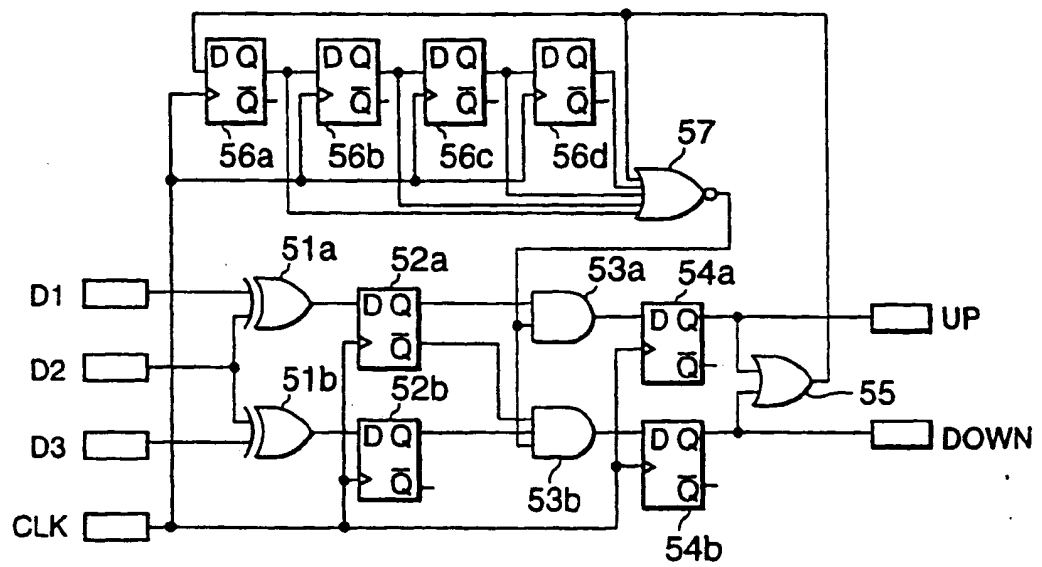 D Q D Q D Q D Q
Q̅ Q̅ Q̅ Q̅
56a 56b 56c 56d 57
51a 52a 53a 54a
D1 D Q D Q UP
Q̅ Q̅
D2
51b 52b 55
D Q D Q
D3 DOWN
Q̅ Q̅
53b
CLK 54b